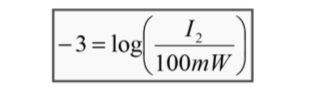 −3 = log(I₂ / 100mW)